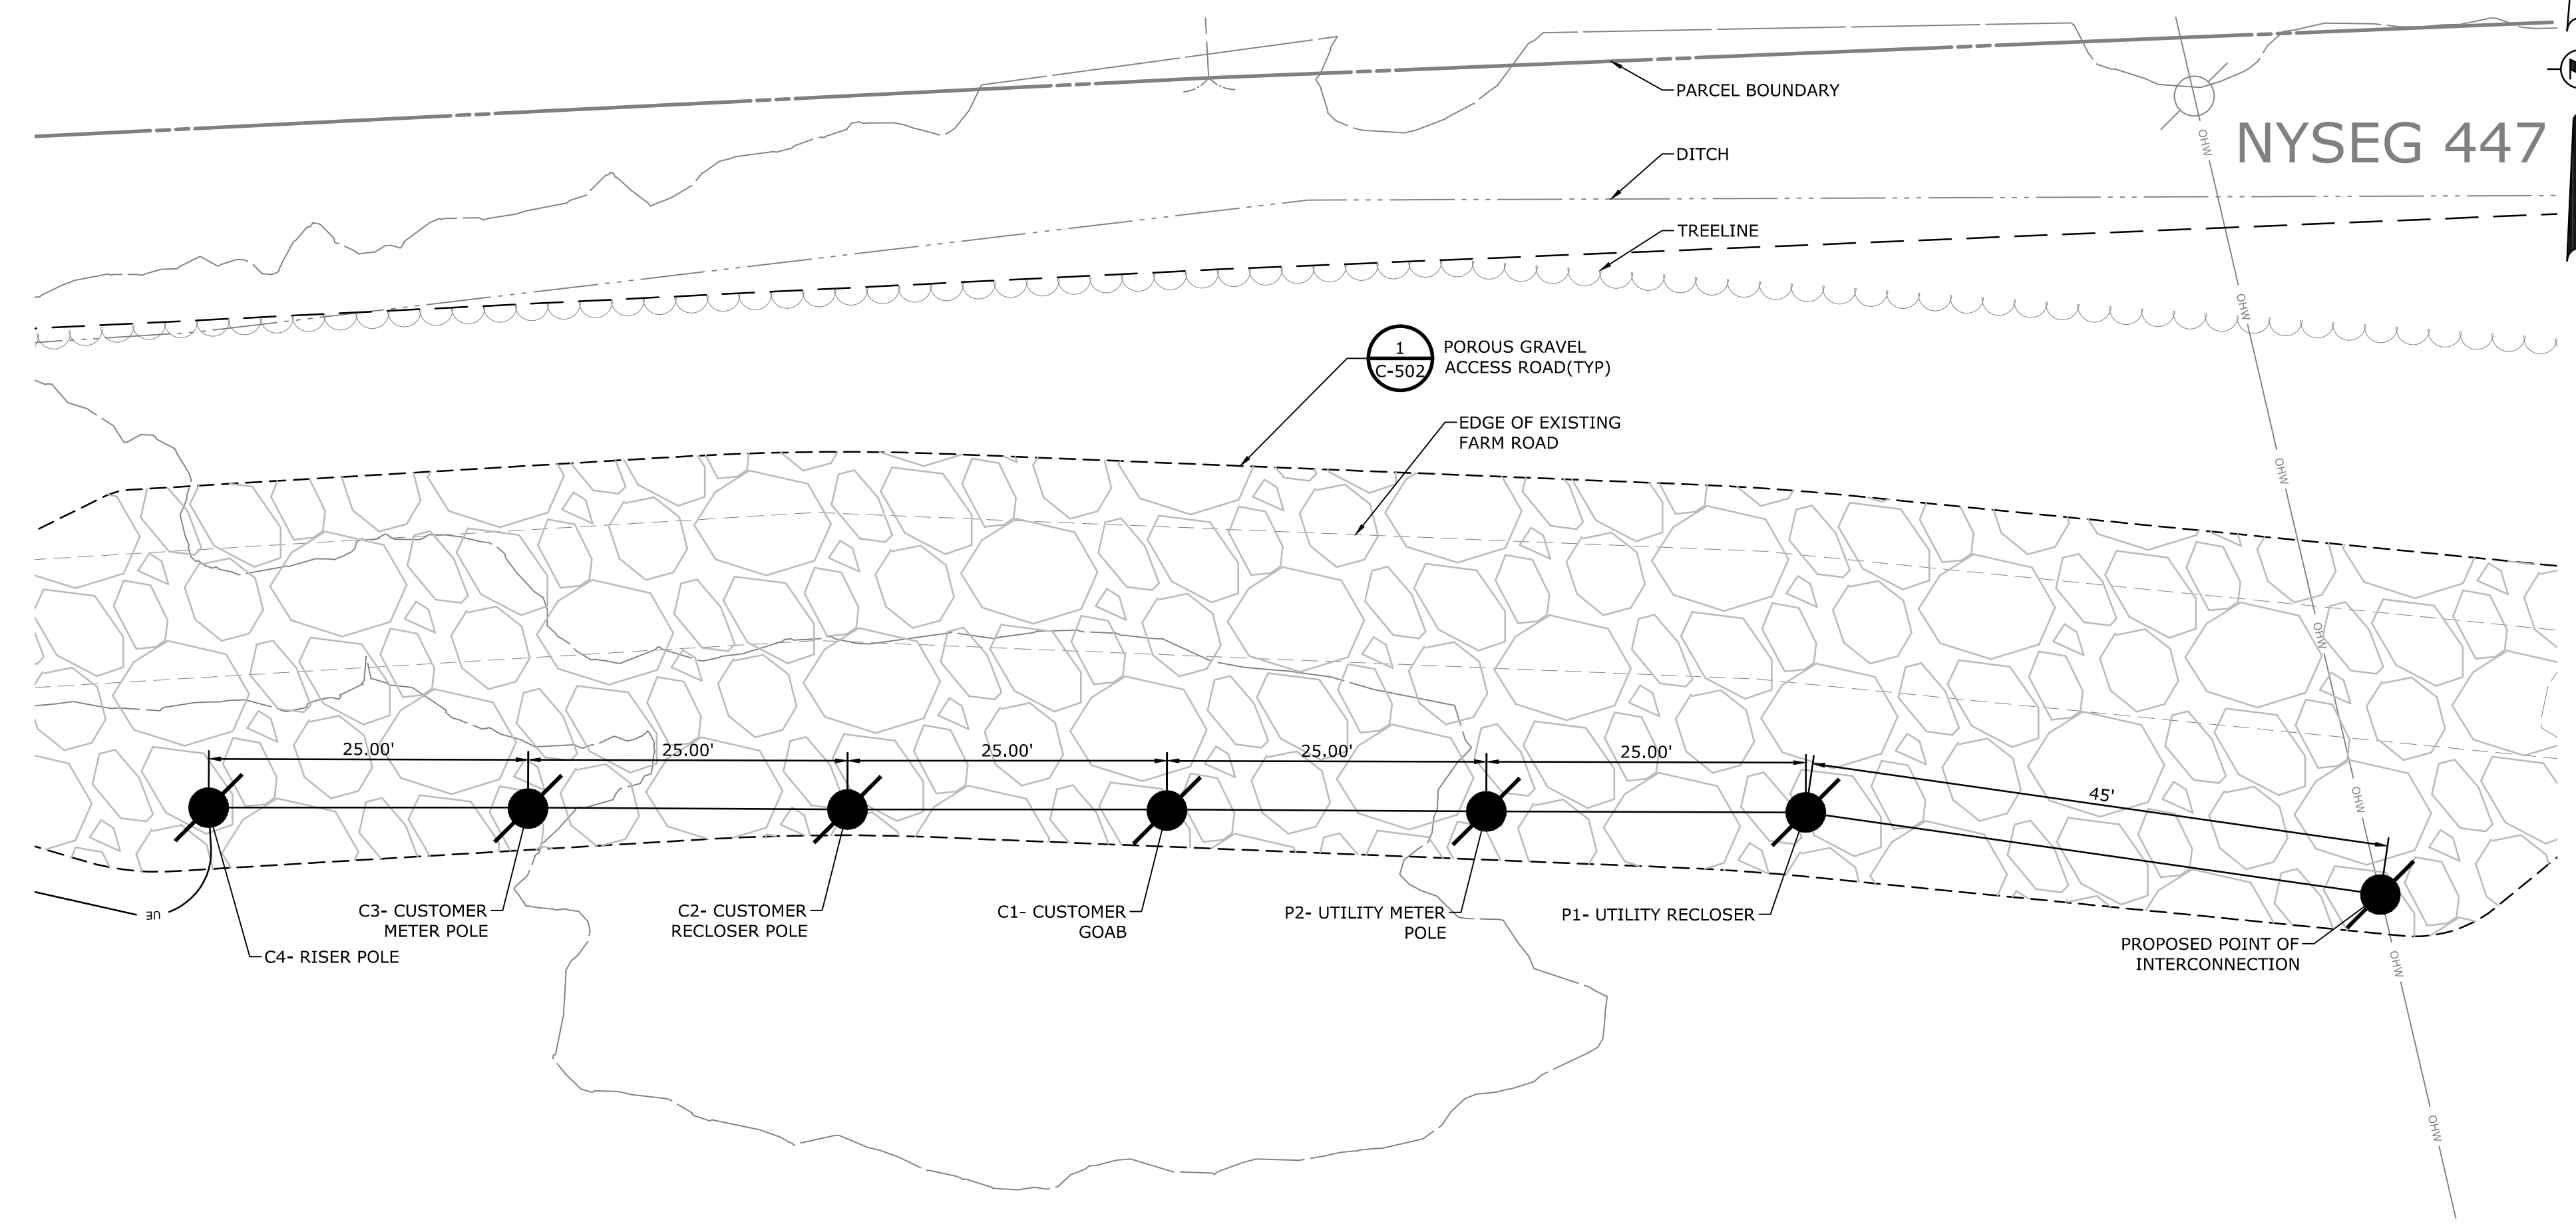 PARCEL BOUNDARY
OHW
NYSEG 447
DITCH
TREELINE
OHW
1
C-502
POROUS GRAVEL
ACCESS ROAD(TYP)
EDGE OF EXISTING
FARM ROAD
OHW
OHW
25.00'
25.00'
25.00'
25.00'
25.00'
45'
OHW
UE
C3- CUSTOMER
METER POLE
C2- CUSTOMER
RECLOSER POLE
C1- CUSTOMER
GOAB
P2- UTILITY METER
POLE
P1- UTILITY RECLOSER
C4- RISER POLE
PROPOSED POINT OF
INTERCONNECTION
OHW
OHW